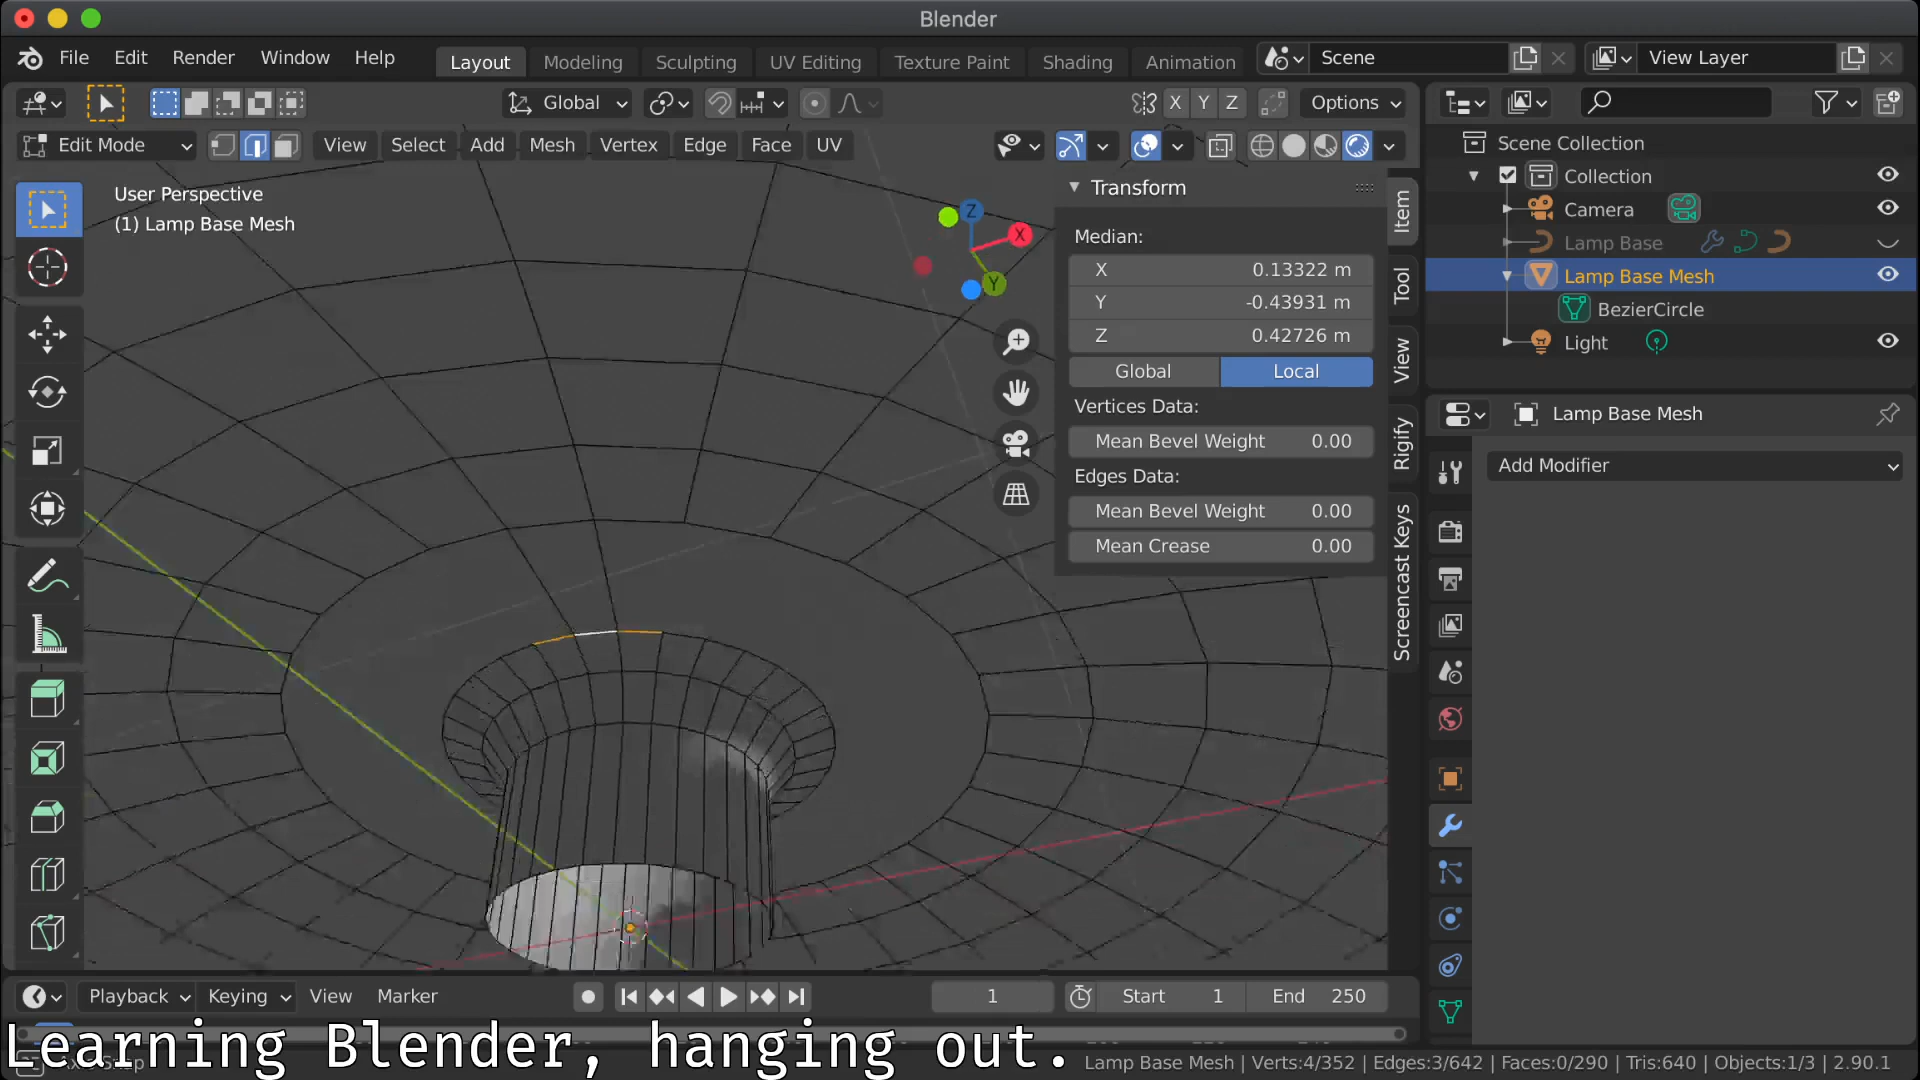 Blender
File Edit Render Window Help Layout Modeling Sculpting UV Editing Texture Paint Shading Animation Scene View Layer
Global X Y Z Options
Edit Mode View Select Add Mesh Vertex Edge Face UV
User Perspective
(1) Lamp Base Mesh
Z
X
Y
Transform
Median:
X 0.13322 m
Y -0.43931 m
Z 0.42726 m
Global Local
Vertices Data:
Mean Bevel Weight 0.00
Edges Data:
Mean Bevel Weight 0.00
Mean Crease 0.00
Item
Tool
View
Rigify
Screencast Keys
Scene Collection
Collection
Camera
Lamp Base
Lamp Base Mesh
BezierCircle
Light
Lamp Base Mesh
Add Modifier
Playback Keying View Marker 1 Start 1 End 250
Learning Blender, hanging out.
Lamp Base Mesh | Verts:4/352 | Edges:3/642 | Faces:0/290 | Tris:640 | Objects:1/3 | 2.90.1